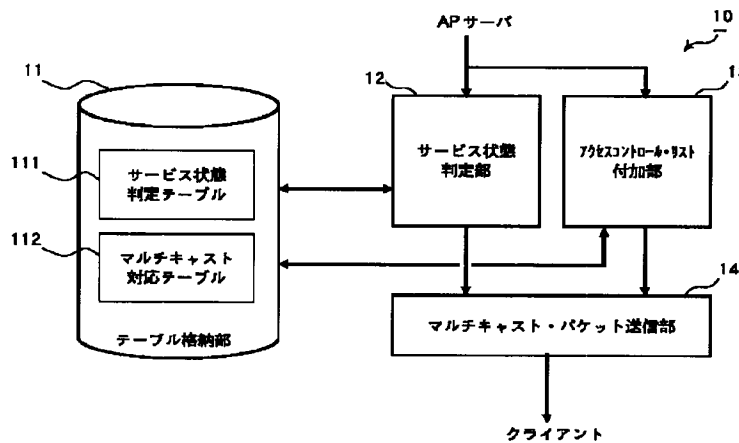 APサーバ
10
11
12
サービス状態
判定部
アクセスコントロール・リスト
付加部
111
サービス状態
判定テーブル
112
マルチキャスト
対応テーブル
テーブル格納部
14
マルチキャスト・パケット送信部
クライアント